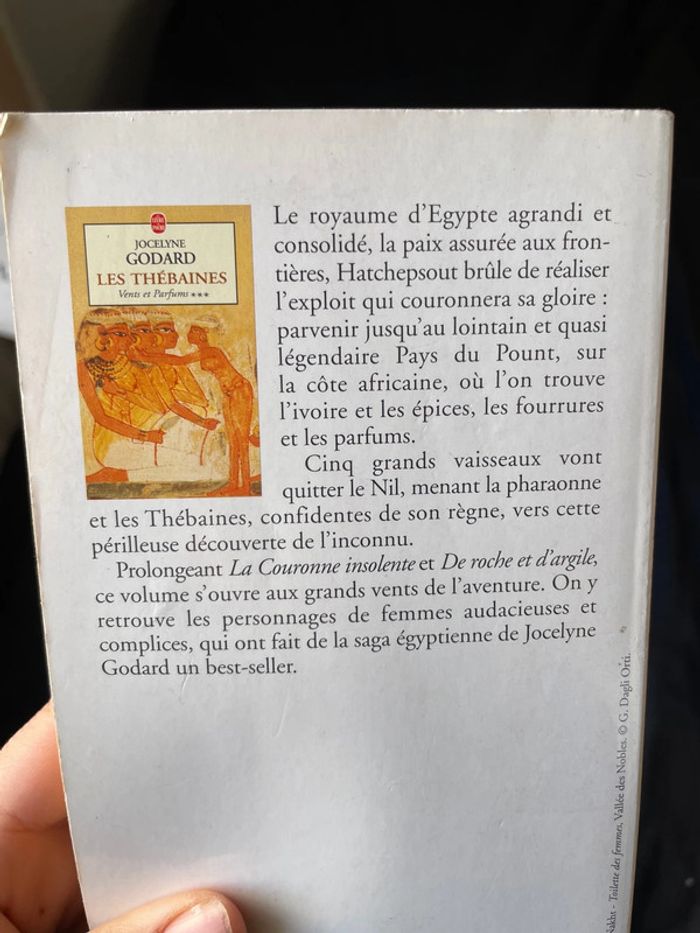 LE LIVRE DE POCHE
JOCELYNE
GODARD
LES THÉBAINES
Vents et Parfums ★★★
Le royaume d'Egypte agrandi et
consolidé, la paix assurée aux fron-
tières, Hatchepsout brûle de réaliser
l'exploit qui couronnera sa gloire :
parvenir jusqu'au lointain et quasi
légendaire Pays du Pount, sur
la côte africaine, où l'on trouve
l'ivoire et les épices, les fourrures
et les parfums.
Cinq grands vaisseaux vont
quitter le Nil, menant la pharaonne
et les Thébaines, confidentes de son règne, vers cette
périlleuse découverte de l'inconnu.
Prolongeant La Couronne insolente et De roche et d'argile,
ce volume s'ouvre aux grands vents de l'aventure. On y
retrouve les personnages de femmes audacieuses et
complices, qui ont fait de la saga égyptienne de Jocelyne
Godard un best-seller.
Nakht - Toilette des femmes, Vallée des Nobles. © G. Dagli Orti.